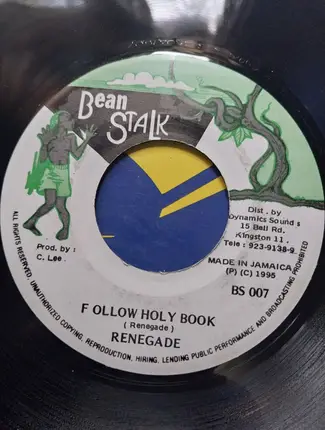 Bean
STALK
Dist. by
Dynamics Sounds
15 Bell Rd.
Kingston 11.
Tele : 923-9138-9
Prod. by :
C. Lee.
MADE IN JAMAICA
(P) (C) 1995
BS 007
F OLLOW HOLY BOOK
( Renegade )
RENEGADE
ALL RIGHTS RESERVED. UNAUTHORIZED COPYING, REPRODUCTION, HIRING, LENDING PUBLIC PERFORMANCE AND BROADCASTING PROHIBITED